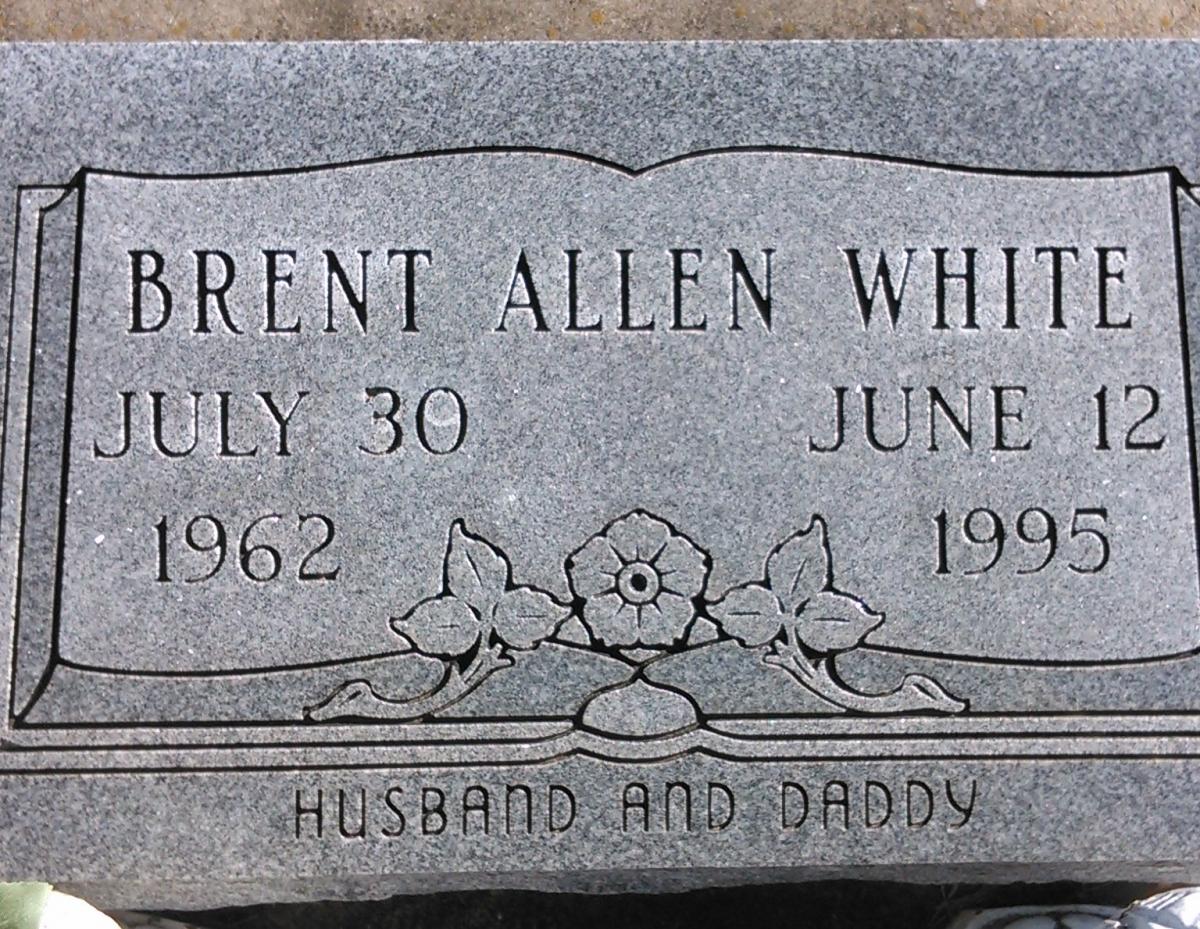 BRENT ALLEN WHITE
JULY 30 JUNE 12
1962 1995
HUSBAND AND DADDY